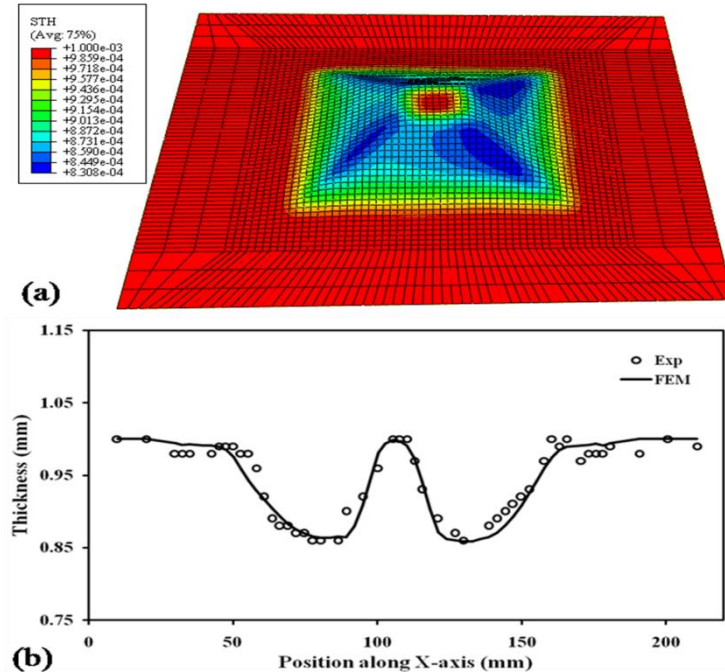 STH
(Avg: 75%)
+1.000e-03
+9.859e-04
+9.718e-04
+9.577e-04
+9.436e-04
+9.295e-04
+9.154e-04
+9.013e-04
+8.872e-04
+8.731e-04
+8.590e-04
+8.449e-04
+8.308e-04
(a)
1.15
1.05
0.95
0.85
0.75
Thickness (mm)
Exp
FEM
0
50
100
150
200
Position along X-axis (mm)
(b)